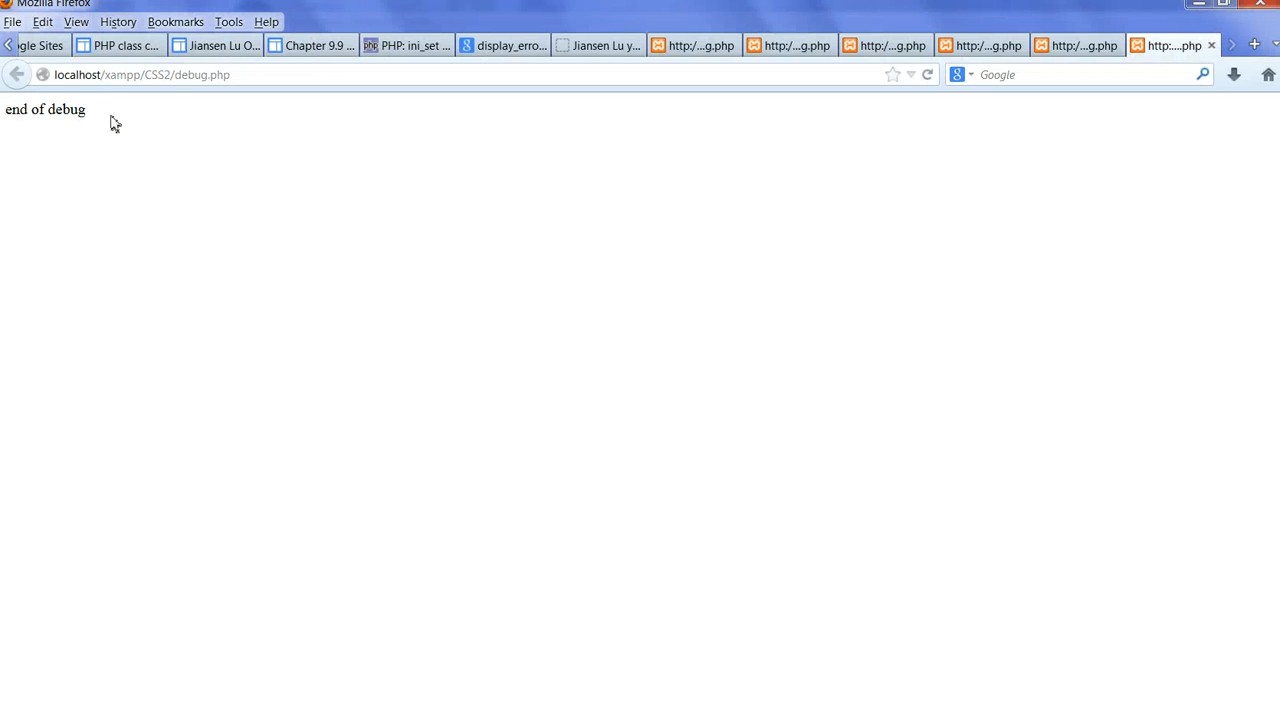 Mozilla Firefox
File Edit View History Bookmarks Tools Help
gle Sites PHP class c... Jiansen Lu O... Chapter 9.9 ... php PHP: ini_set ... display_erro... Jiansen Lu y... http:/...g.php http:/...g.php http:/...g.php http:/...g.php http:/...g.php http:....php
localhost/xampp/CSS2/debug.php Google
end of debug